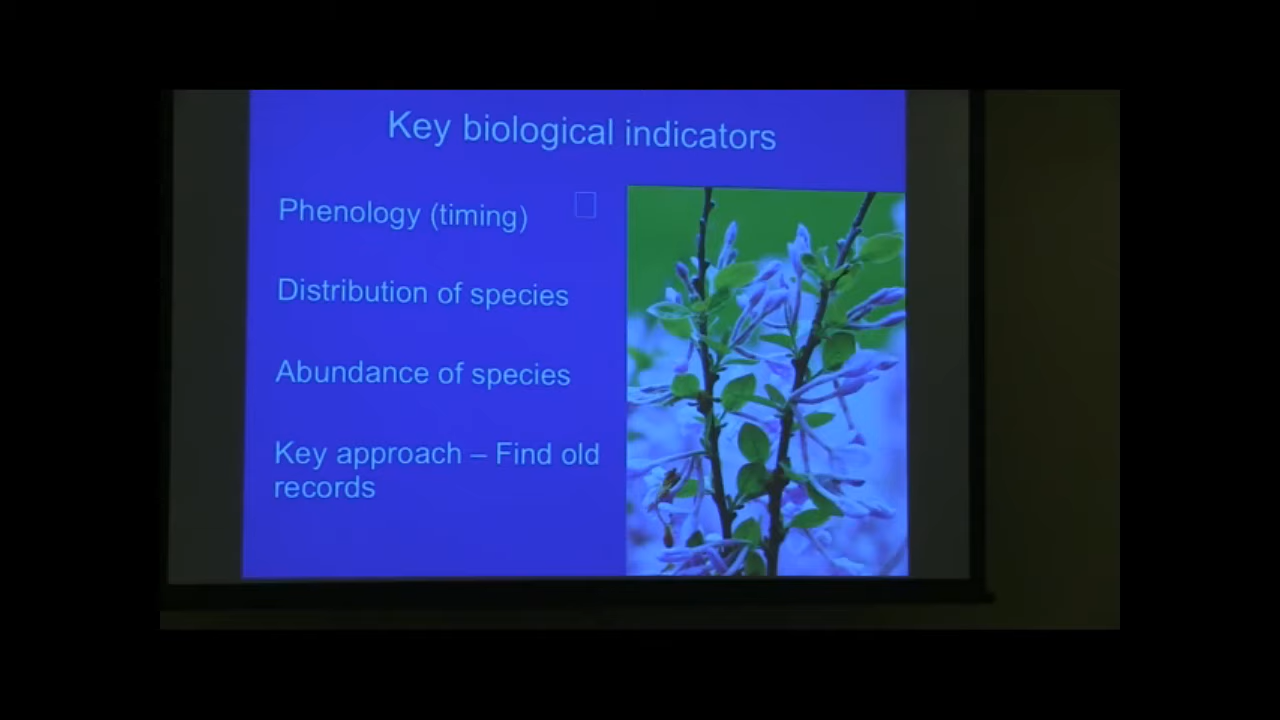 Key biological indicators
Phenology (timing)
Distribution of species
Abundance of species
Key approach – Find old
records